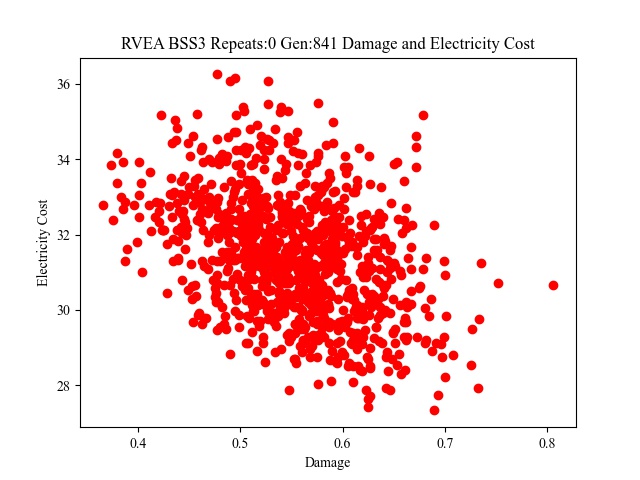 RVEA BSS3 Repeats:0 Gen:841 Damage and Electricity Cost
36
34
32
30
28
Electricity Cost
0.4 0.5 0.6 0.7 0.8
Damage